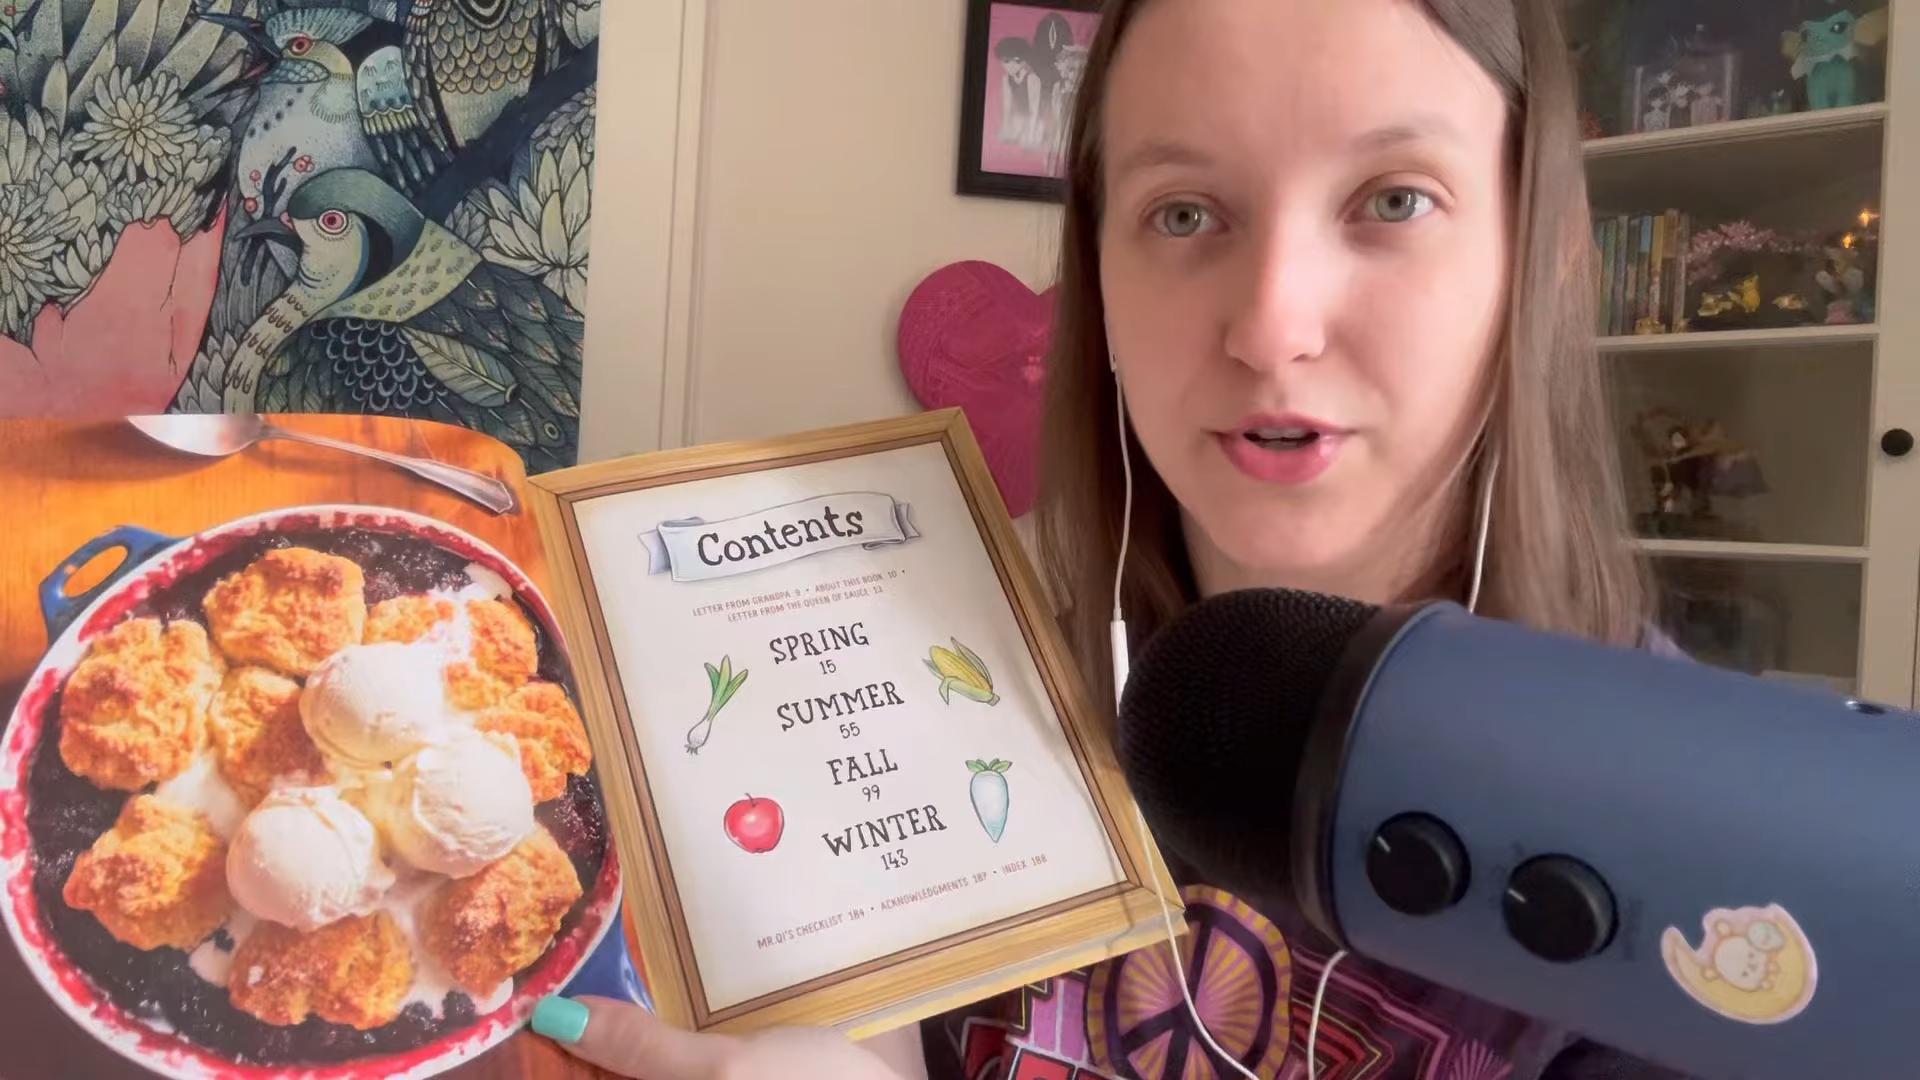 Contents
LETTER FROM GRANDPA 9 • ABOUT THIS BOOK 10 •
LETTER FROM THE QUEEN OF SAUCE 13
SPRING
15
SUMMER
55
FALL
99
WINTER
143
MR. QI'S CHECKLIST 184 • ACKNOWLEDGMENTS 187 • INDEX 188